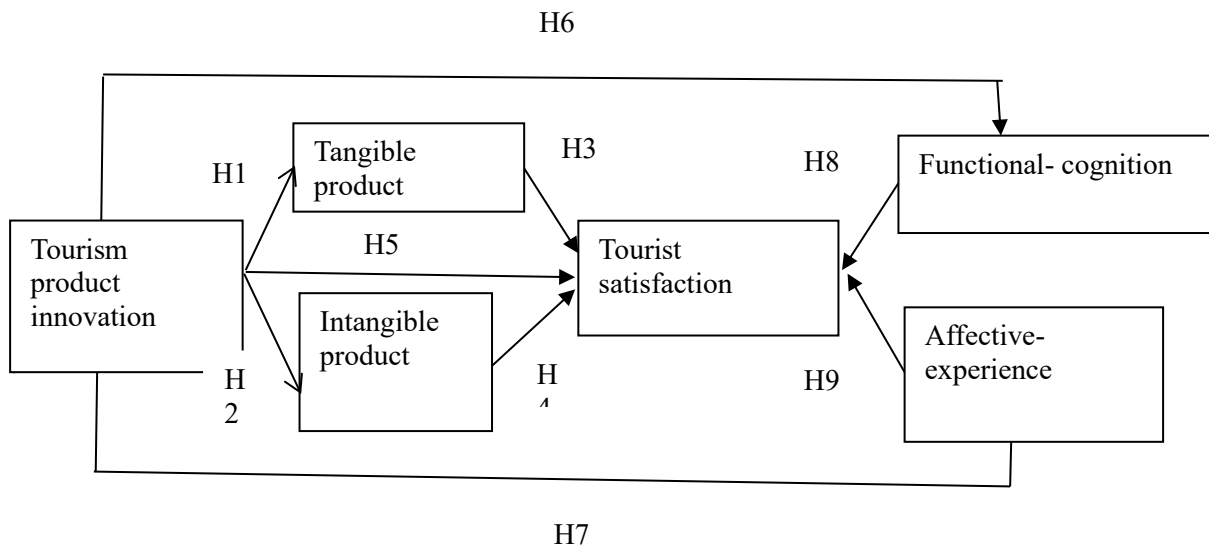 H6
Tangible
product
H3
H8
Functional- cognition
H1
Tourism
product
innovation
H5
Tourist
satisfaction
Intangible
product
Affective-
experience
H
2
H
H9
H7